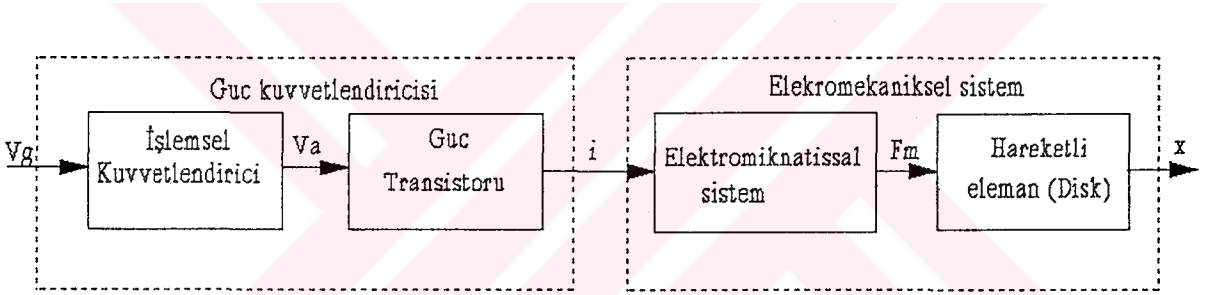 Guc kuvvetlendiricisi
Elekromekaniksel sistem
Vg
İşlemsel
Kuvvetlendirici
Va
Guc
Transistoru
i
Elektromiknatissal
sistem
Fm
Hareketli
eleman (Disk)
x